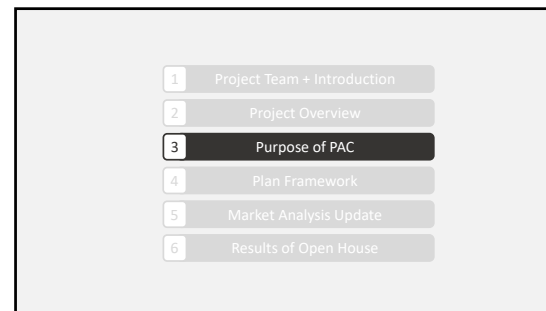 1 Project Team + Introduction
2 Project Overview
3 Purpose of PAC
4 Plan Framework
5 Market Analysis Update
6 Results of Open House